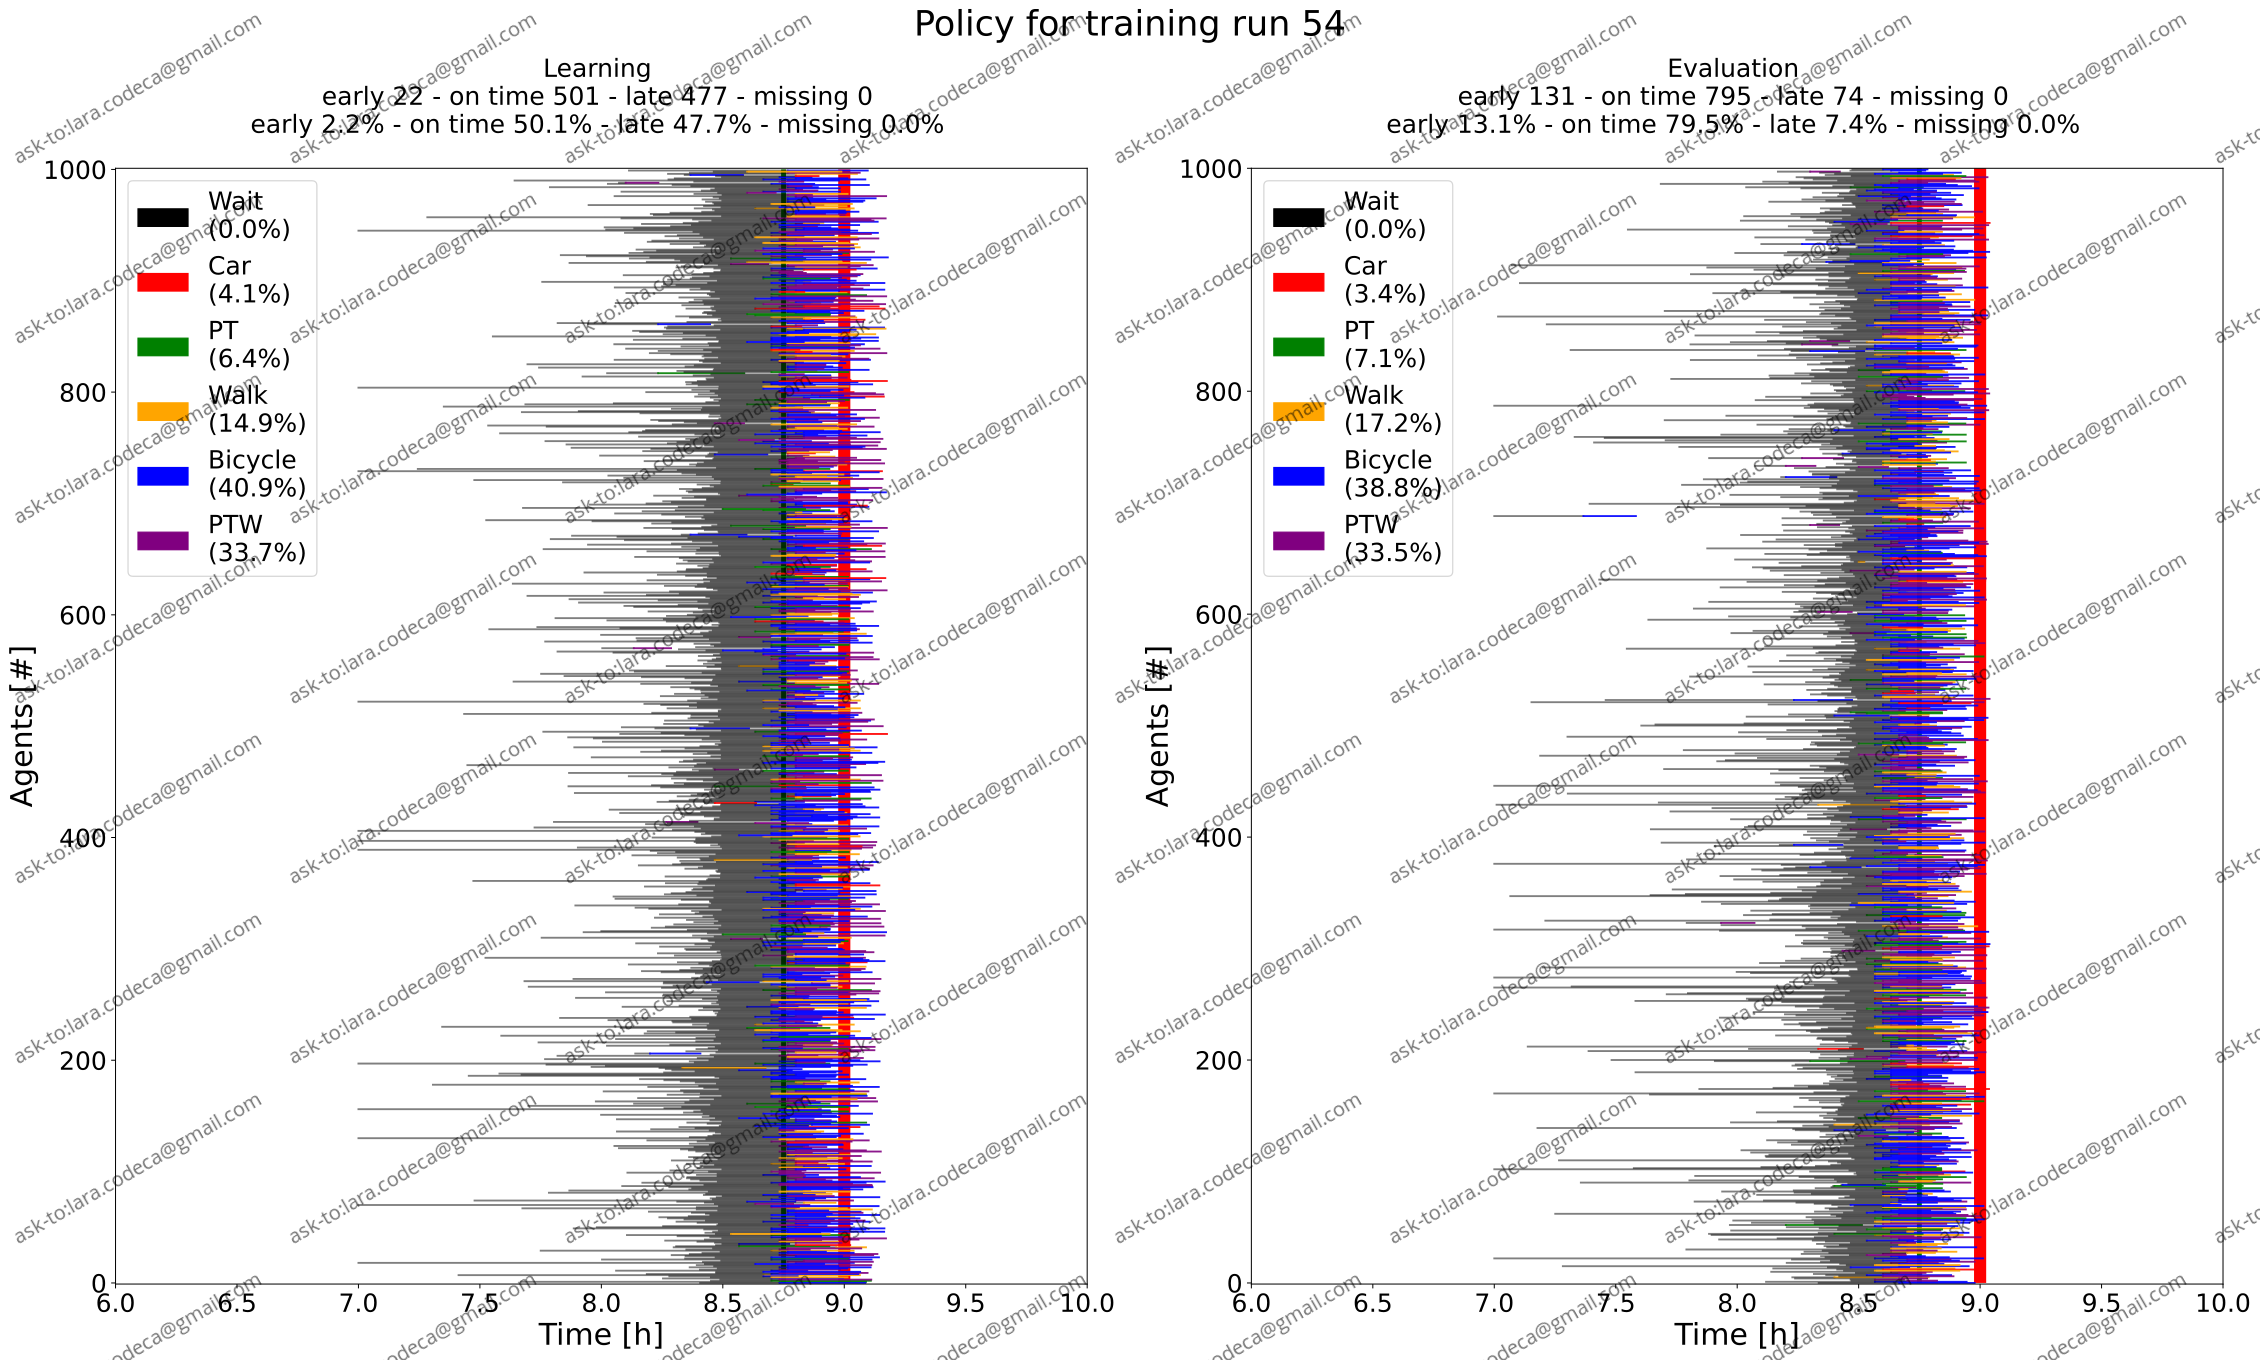 Policy for training run 54
Learning
early 22 - on time 501 - late 477 - missing 0
early 2.2% - on time 50.1% - late 47.7% - missing 0.0%
1000
800
600
400
200
0
Agents [#]
Wait
(0.0%)
Car
(4.1%)
PT
(6.4%)
Walk
(14.9%)
Bicycle
(40.9%)
PTW
(33.7%)
6.0 6.5 7.0 7.5 8.0 8.5 9.0 9.5 10.0
Time [h]
Evaluation
early 131 - on time 795 - late 74 - missing 0
early 13.1% - on time 79.5% - late 7.4% - missing 0.0%
1000
800
600
400
200
0
Agents [#]
Wait
(0.0%)
Car
(3.4%)
PT
(7.1%)
Walk
(17.2%)
Bicycle
(38.8%)
PTW
(33.5%)
6.0 6.5 7.0 7.5 8.0 8.5 9.0 9.5 10.0
Time [h]
ask-to:lara.codeca@gmail.com